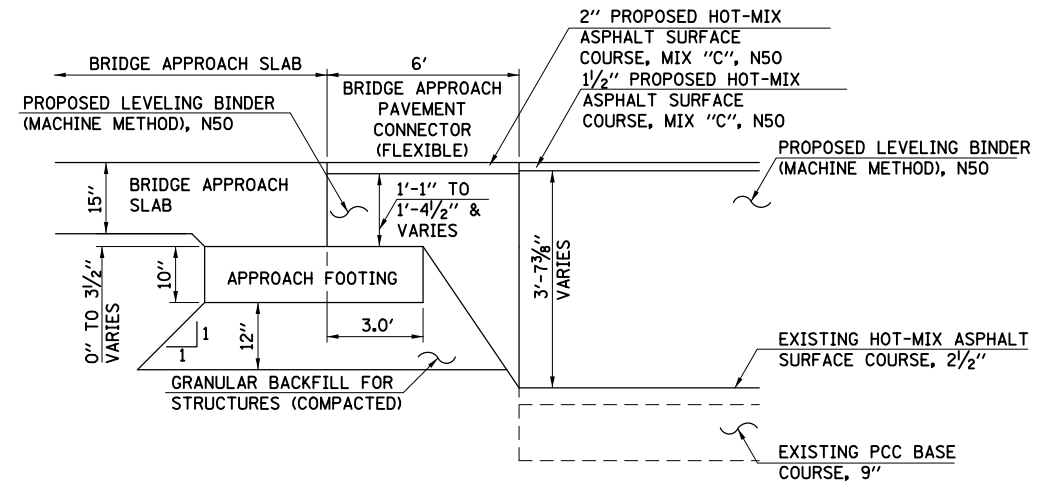 2" PROPOSED HOT-MIX
ASPHALT SURFACE
COURSE, MIX "C", N50
1½" PROPOSED HOT-MIX
ASPHALT SURFACE
COURSE, MIX "C", N50
BRIDGE APPROACH SLAB
6'
BRIDGE APPROACH
PAVEMENT
CONNECTOR
(FLEXIBLE)
PROPOSED LEVELING BINDER
(MACHINE METHOD), N50
PROPOSED LEVELING BINDER
(MACHINE METHOD), N50
15"
BRIDGE APPROACH
SLAB
1'-1" TO
1'-4½" &
VARIES
0" TO 3½"
VARIES
10"
APPROACH FOOTING
3'-7⅜"
VARIES
1
1
12"
3.0'
GRANULAR BACKFILL FOR
STRUCTURES (COMPACTED)
EXISTING HOT-MIX ASPHALT
SURFACE COURSE, 2½"
EXISTING PCC BASE
COURSE, 9"